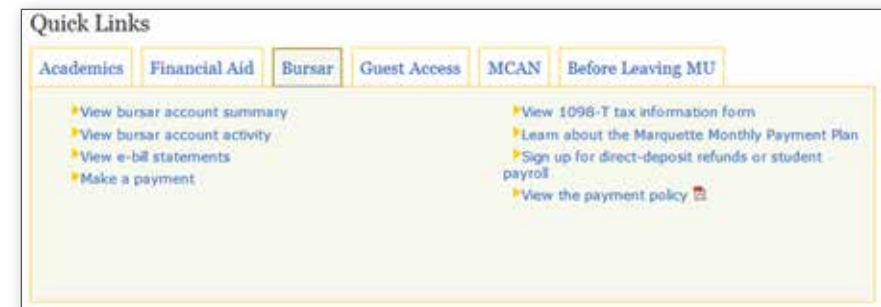 Quick Links
Academics Financial Aid Bursar Guest Access MCAN Before Leaving MU
View bursar account summary
View bursar account activity
View e-bill statements
Make a payment
View 1098-T tax information form
Learn about the Marquette Monthly Payment Plan
Sign up for direct-deposit refunds or student
payroll
View the payment policy